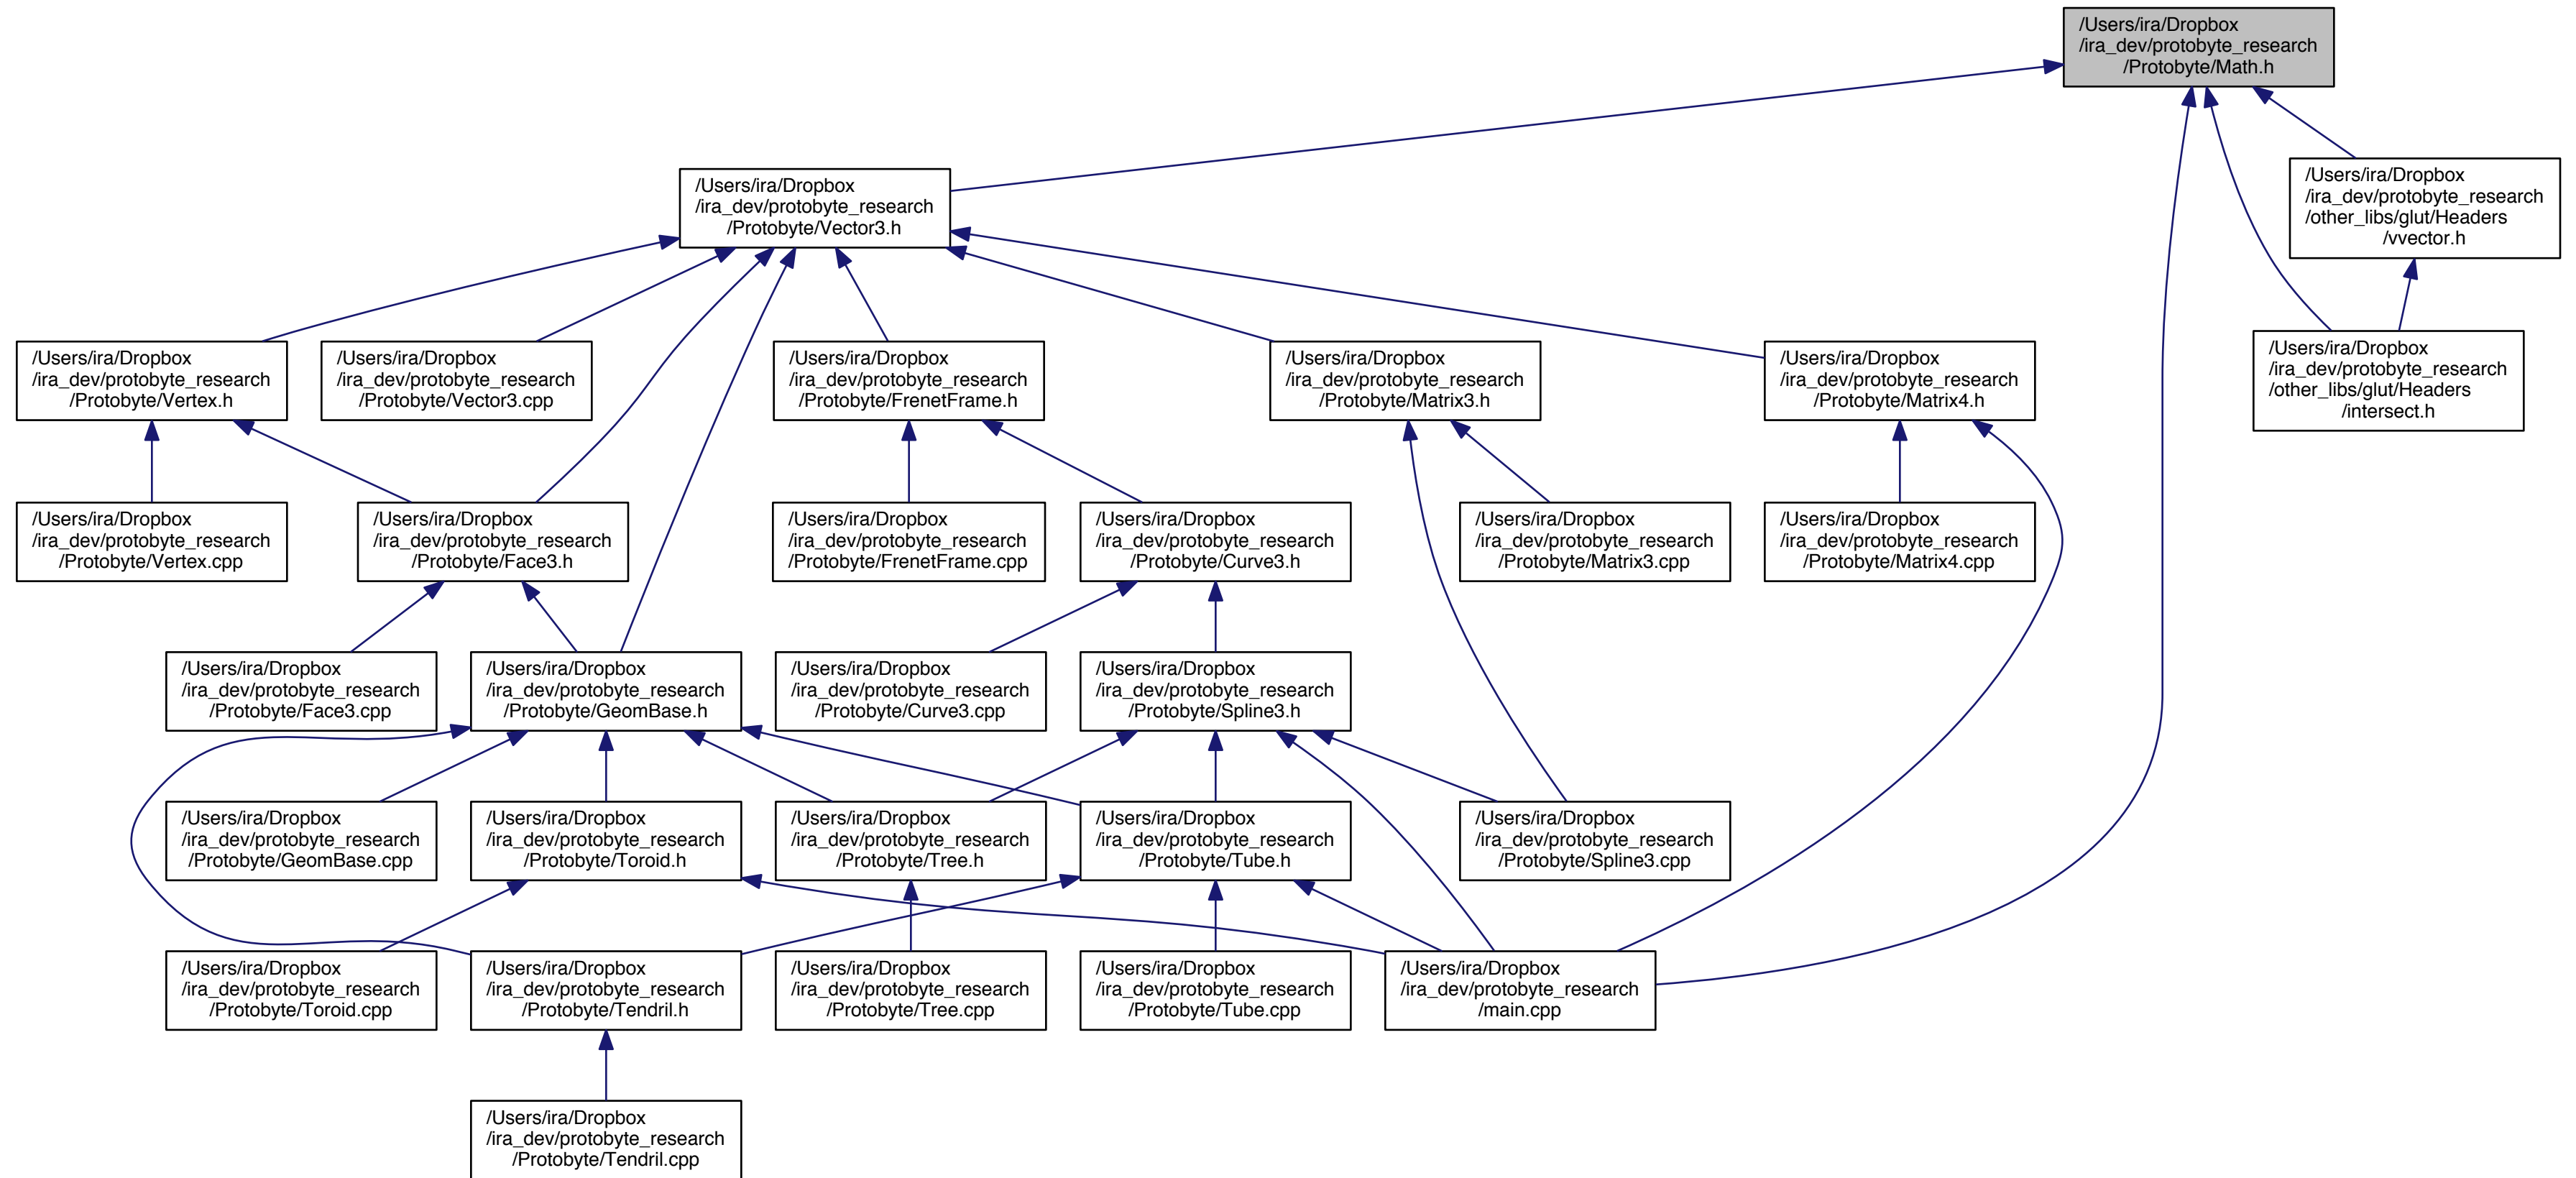 /Users/ira/Dropbox
/ira_dev/protobyte_research
/Protobyte/Math.h
/Users/ira/Dropbox
/ira_dev/protobyte_research
/other_libs/glut/Headers
/vvector.h
/Users/ira/Dropbox
/ira_dev/protobyte_research
/Protobyte/Vector3.h
/Users/ira/Dropbox
/ira_dev/protobyte_research
/other_libs/glut/Headers
/intersect.h
/Users/ira/Dropbox
/ira_dev/protobyte_research
/Protobyte/Vertex.h
/Users/ira/Dropbox
/ira_dev/protobyte_research
/Protobyte/Vector3.cpp
/Users/ira/Dropbox
/ira_dev/protobyte_research
/Protobyte/FrenetFrame.h
/Users/ira/Dropbox
/ira_dev/protobyte_research
/Protobyte/Matrix3.h
/Users/ira/Dropbox
/ira_dev/protobyte_research
/Protobyte/Matrix4.h
/Users/ira/Dropbox
/ira_dev/protobyte_research
/Protobyte/Vertex.cpp
/Users/ira/Dropbox
/ira_dev/protobyte_research
/Protobyte/Face3.h
/Users/ira/Dropbox
/ira_dev/protobyte_research
/Protobyte/FrenetFrame.cpp
/Users/ira/Dropbox
/ira_dev/protobyte_research
/Protobyte/Curve3.h
/Users/ira/Dropbox
/ira_dev/protobyte_research
/Protobyte/Matrix3.cpp
/Users/ira/Dropbox
/ira_dev/protobyte_research
/Protobyte/Matrix4.cpp
/Users/ira/Dropbox
/ira_dev/protobyte_research
/Protobyte/Face3.cpp
/Users/ira/Dropbox
/ira_dev/protobyte_research
/Protobyte/GeomBase.h
/Users/ira/Dropbox
/ira_dev/protobyte_research
/Protobyte/Curve3.cpp
/Users/ira/Dropbox
/ira_dev/protobyte_research
/Protobyte/Spline3.h
/Users/ira/Dropbox
/ira_dev/protobyte_research
/Protobyte/GeomBase.cpp
/Users/ira/Dropbox
/ira_dev/protobyte_research
/Protobyte/Toroid.h
/Users/ira/Dropbox
/ira_dev/protobyte_research
/Protobyte/Tree.h
/Users/ira/Dropbox
/ira_dev/protobyte_research
/Protobyte/Tube.h
/Users/ira/Dropbox
/ira_dev/protobyte_research
/Protobyte/Spline3.cpp
/Users/ira/Dropbox
/ira_dev/protobyte_research
/Protobyte/Toroid.cpp
/Users/ira/Dropbox
/ira_dev/protobyte_research
/Protobyte/Tendril.h
/Users/ira/Dropbox
/ira_dev/protobyte_research
/Protobyte/Tree.cpp
/Users/ira/Dropbox
/ira_dev/protobyte_research
/Protobyte/Tube.cpp
/Users/ira/Dropbox
/ira_dev/protobyte_research
/main.cpp
/Users/ira/Dropbox
/ira_dev/protobyte_research
/Protobyte/Tendril.cpp